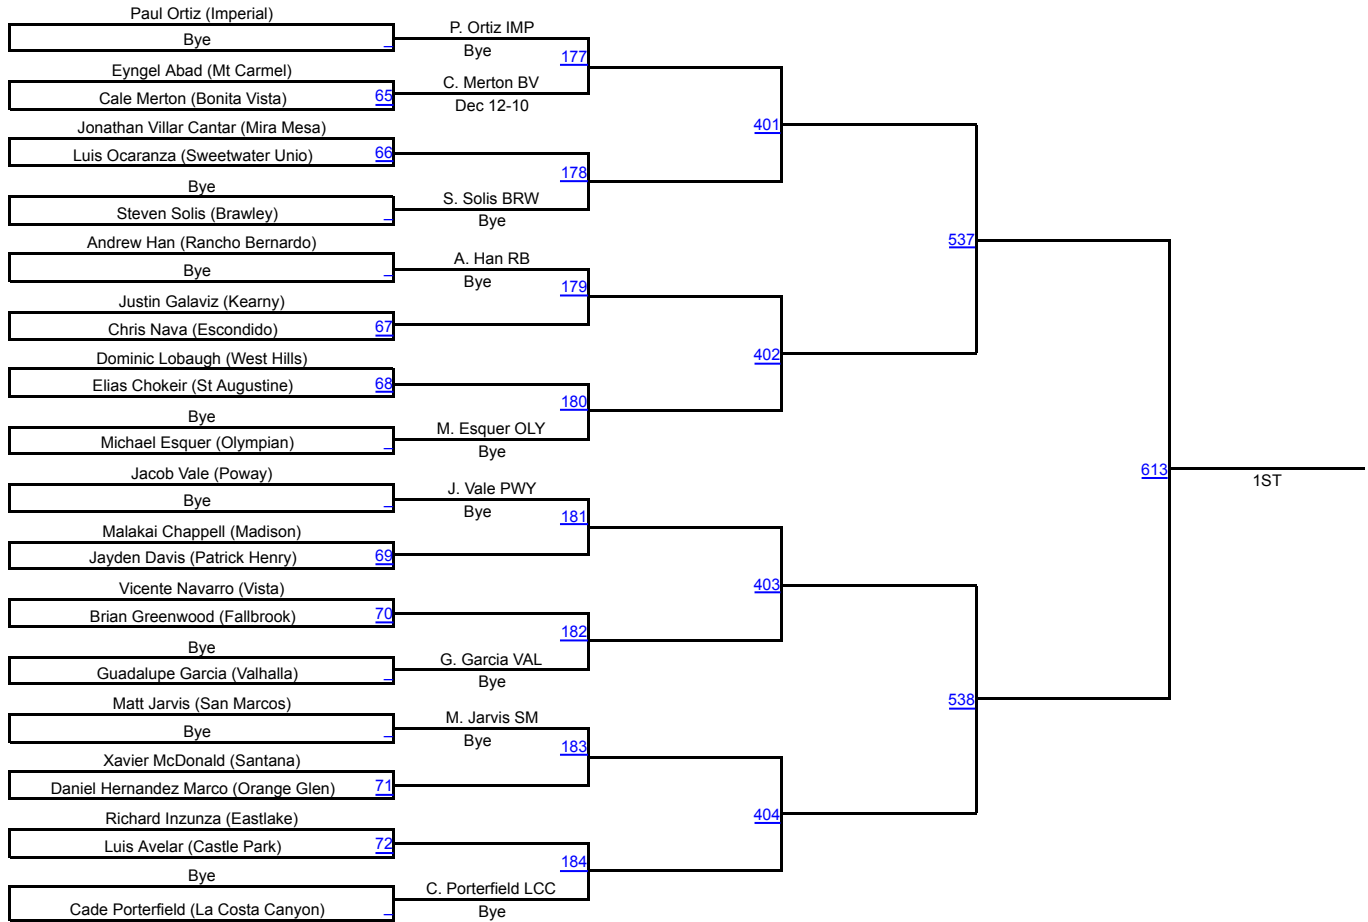 Paul Ortiz (Imperial)
Bye
_
P. Ortiz IMP
Bye
177
Eyngel Abad (Mt Carmel)
Cale Merton (Bonita Vista)
65
C. Merton BV
Dec 12-10
401
Jonathan Villar Cantar (Mira Mesa)
Luis Ocaranza (Sweetwater Unio)
66
178
Bye
Steven Solis (Brawley)
_
S. Solis BRW
Bye
537
Andrew Han (Rancho Bernardo)
Bye
_
A. Han RB
Bye
179
Justin Galaviz (Kearny)
Chris Nava (Escondido)
67
402
Dominic Lobaugh (West Hills)
Elias Chokeir (St Augustine)
68
180
Bye
Michael Esquer (Olympian)
_
M. Esquer OLY
Bye
613
1ST
Jacob Vale (Poway)
Bye
_
J. Vale PWY
Bye
181
Malakai Chappell (Madison)
Jayden Davis (Patrick Henry)
69
403
Vicente Navarro (Vista)
Brian Greenwood (Fallbrook)
70
182
Bye
Guadalupe Garcia (Valhalla)
_
G. Garcia VAL
Bye
538
Matt Jarvis (San Marcos)
Bye
_
M. Jarvis SM
Bye
183
Xavier McDonald (Santana)
Daniel Hernandez Marco (Orange Glen)
71
404
Richard Inzunza (Eastlake)
Luis Avelar (Castle Park)
72
184
Bye
Cade Porterfield (La Costa Canyon)
_
C. Porterfield LCC
Bye